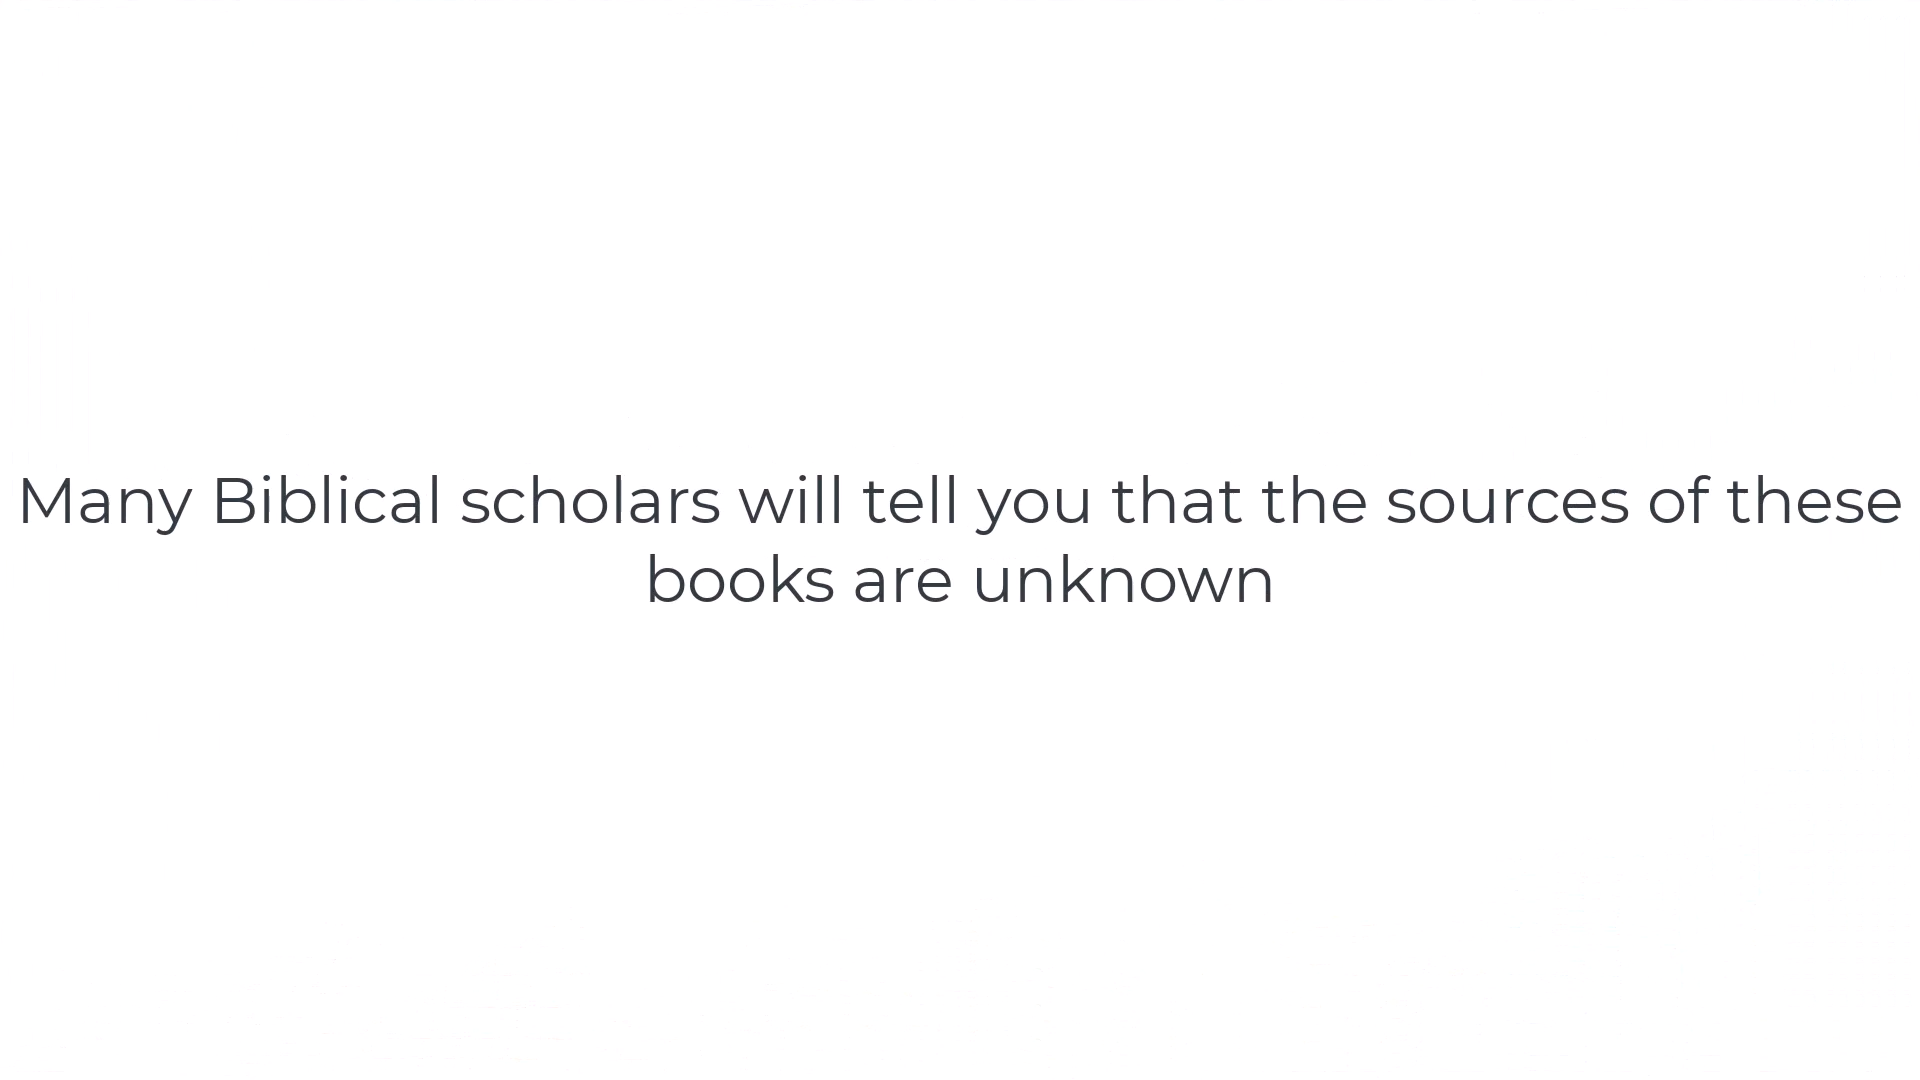 Many Biblical scholars will tell you that the sources of these
books are unknown